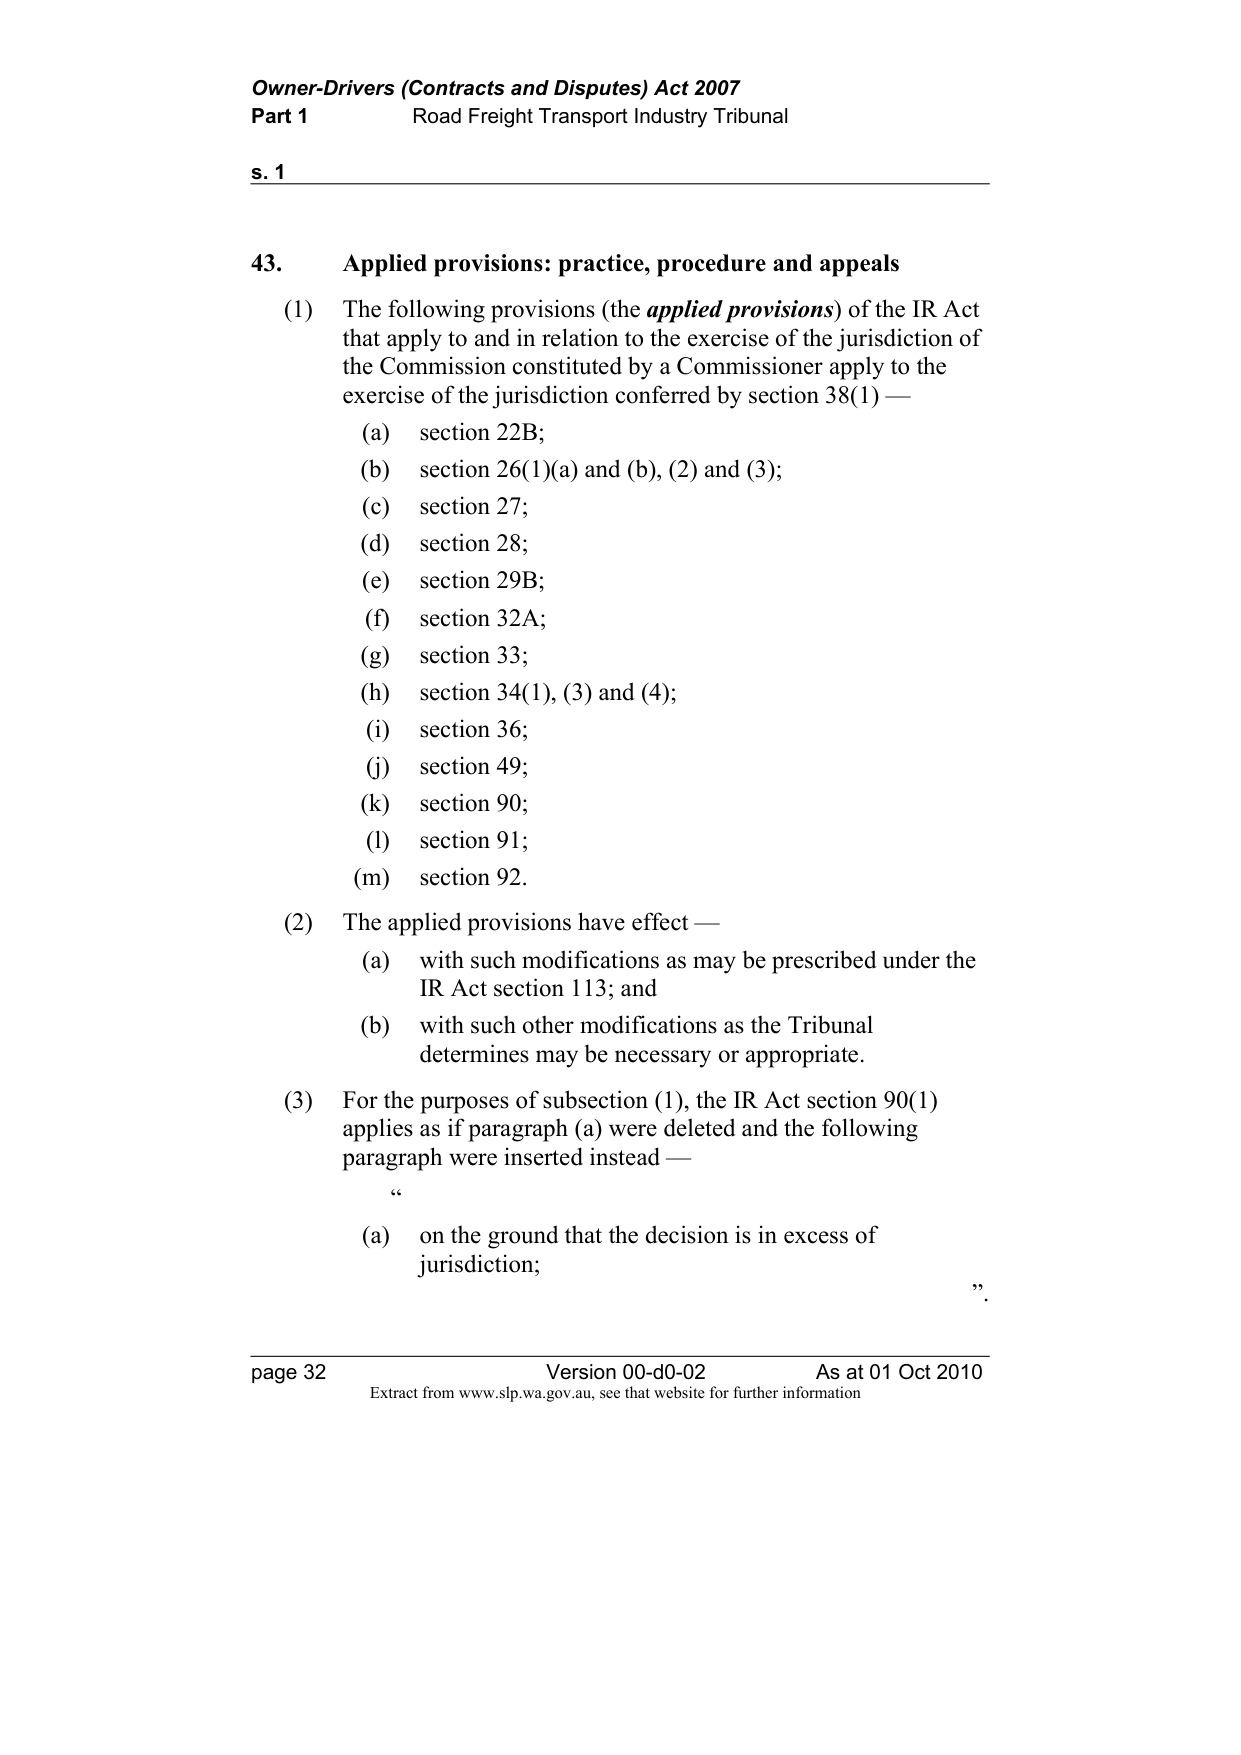 Owner-Drivers (Contracts and Disputes) Act 2007
Part 1 Road Freight Transport Industry Tribunal
s. 1
43. Applied provisions: practice, procedure and appeals
(1) The following provisions (the applied provisions) of the IR Act
that apply to and in relation to the exercise of the jurisdiction of
the Commission constituted by a Commissioner apply to the
exercise of the jurisdiction conferred by section 38(1) —
(a) section 22B;
(b) section 26(1)(a) and (b), (2) and (3);
(c) section 27;
(d) section 28;
(e) section 29B;
(f) section 32A;
(g) section 33;
(h) section 34(1), (3) and (4);
(i) section 36;
(j) section 49;
(k) section 90;
(l) section 91;
(m) section 92.
(2) The applied provisions have effect —
(a) with such modifications as may be prescribed under the
IR Act section 113; and
(b) with such other modifications as the Tribunal
determines may be necessary or appropriate.
(3) For the purposes of subsection (1), the IR Act section 90(1)
applies as if paragraph (a) were deleted and the following
paragraph were inserted instead —
“
(a) on the ground that the decision is in excess of
jurisdiction;
”.
page 32 Version 00-d0-02 As at 01 Oct 2010
Extract from www.slp.wa.gov.au, see that website for further information